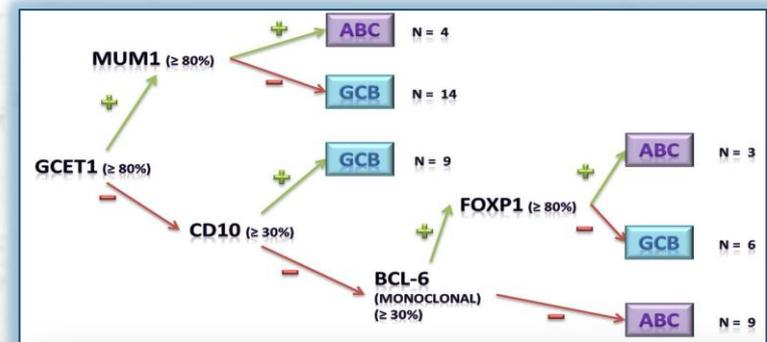 +
ABC
N = 4
MUM1 (≥ 80%)
−
GCB
N = 14
+
GCB
N = 9
ABC
N = 3
GCET1 (≥ 80%)
+
−
FOXP1 (≥ 80%)
+
CD10 (≥ 30%)
−
GCB
N = 6
+
−
BCL-6
(MONOCLONAL)
(≥ 30%)
−
ABC
N = 9